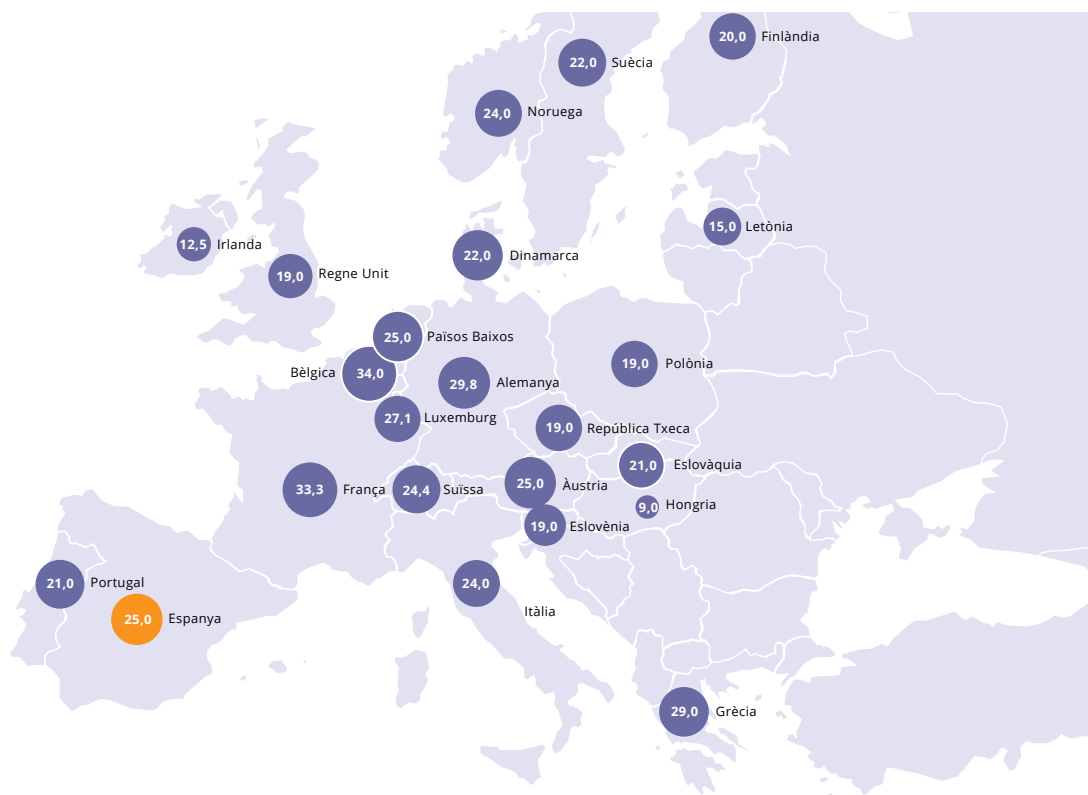 20,0 Finlàndia
22,0 Suècia
24,0 Noruega
15,0 Letònia
12,5 Irlanda
22,0 Dinamarca
19,0 Regne Unit
25,0 Països Baixos
19,0 Polònia
Bèlgica 34,0
29,8 Alemanya
27,1 Luxemburg
19,0 República Txeca
21,0 Eslovàquia
33,3 França
24,4 Suïssa
25,0 Àustria
9,0 Hongria
19,0 Eslovènia
21,0 Portugal
24,0 Itàlia
25,0 Espanya
29,0 Grècia